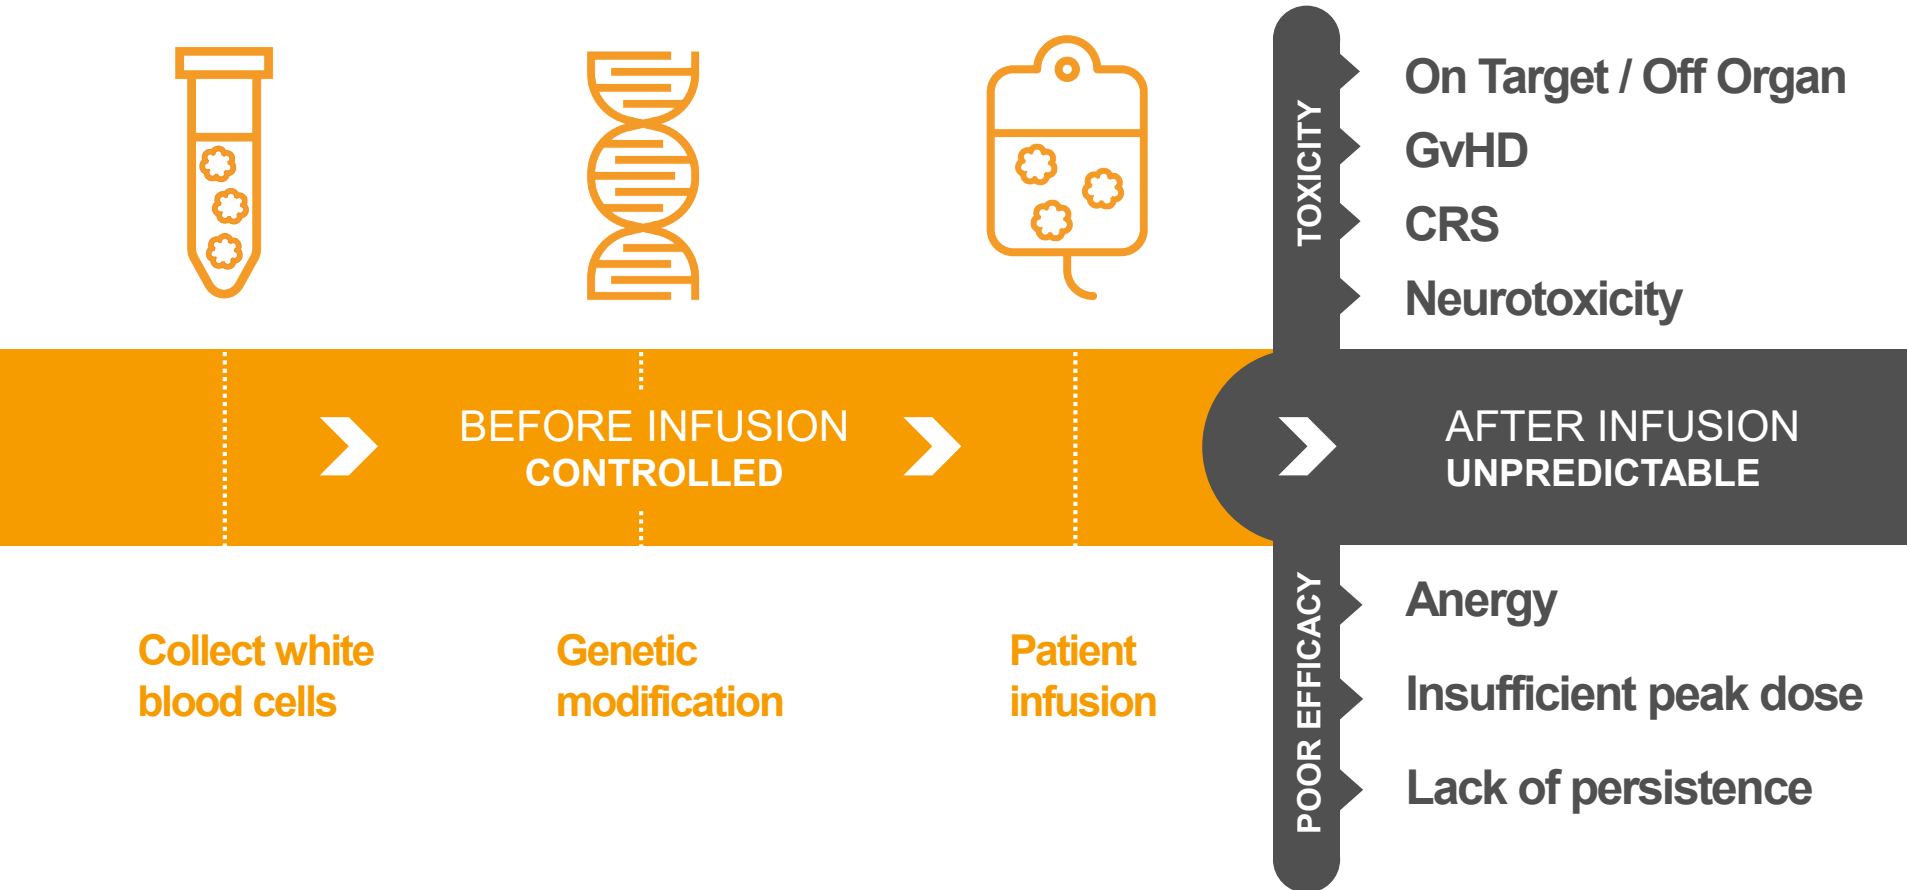 TOXICITY
On Target / Off Organ
GvHD
CRS
Neurotoxicity
BEFORE INFUSION
CONTROLLED
AFTER INFUSION
UNPREDICTABLE
Collect white
blood cells
Genetic
modification
Patient
infusion
POOR EFFICACY
Anergy
Insufficient peak dose
Lack of persistence